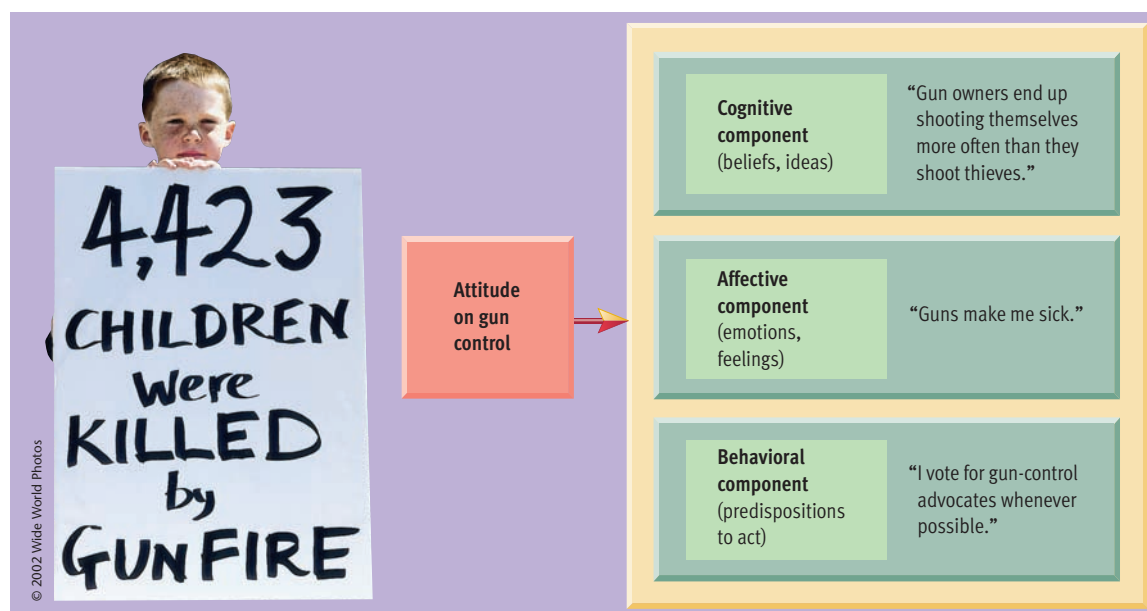 4,423
CHILDREN
Were
KILLED
by
GUNFIRE
© 2002 Wide World Photos
Attitude
on gun
control
Cognitive
component
(beliefs, ideas)
“Gun owners end up
shooting themselves
more often than they
shoot thieves.”
Affective
component
(emotions,
feelings)
“Guns make me sick.”
Behavioral
component
(predispositions
to act)
“I vote for gun-control
advocates whenever
possible.”